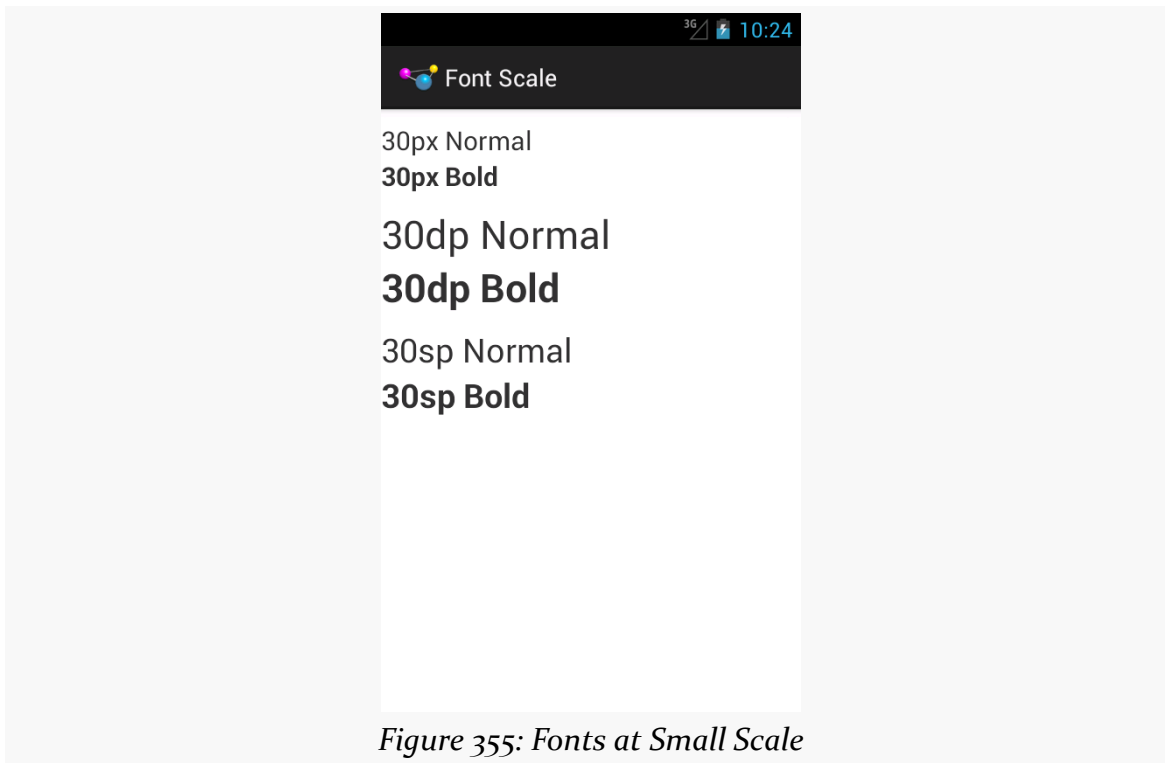 3G 10:24
Font Scale
30px Normal
30px Bold
30dp Normal
30dp Bold
30sp Normal
30sp Bold
Figure 355: Fonts at Small Scale